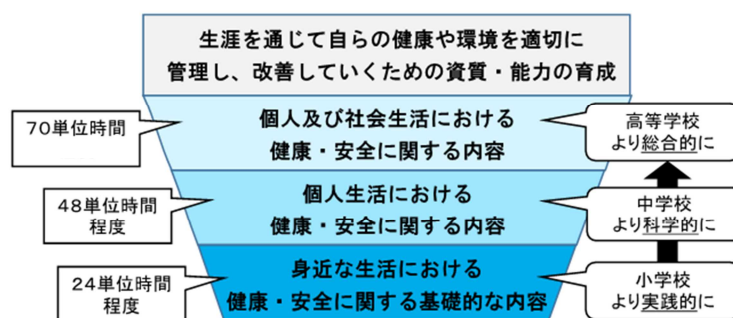 生涯を通じて自らの健康や環境を適切に
管理し、改善していくための資質・能力の育成
70単位時間
個人及び社会生活における
健康・安全に関する内容
高等学校
より総合的に
48単位時間
程度
個人生活における
健康・安全に関する内容
中学校
より科学的に
24単位時間
程度
身近な生活における
健康・安全に関する基礎的な内容
小学校
より実践的に